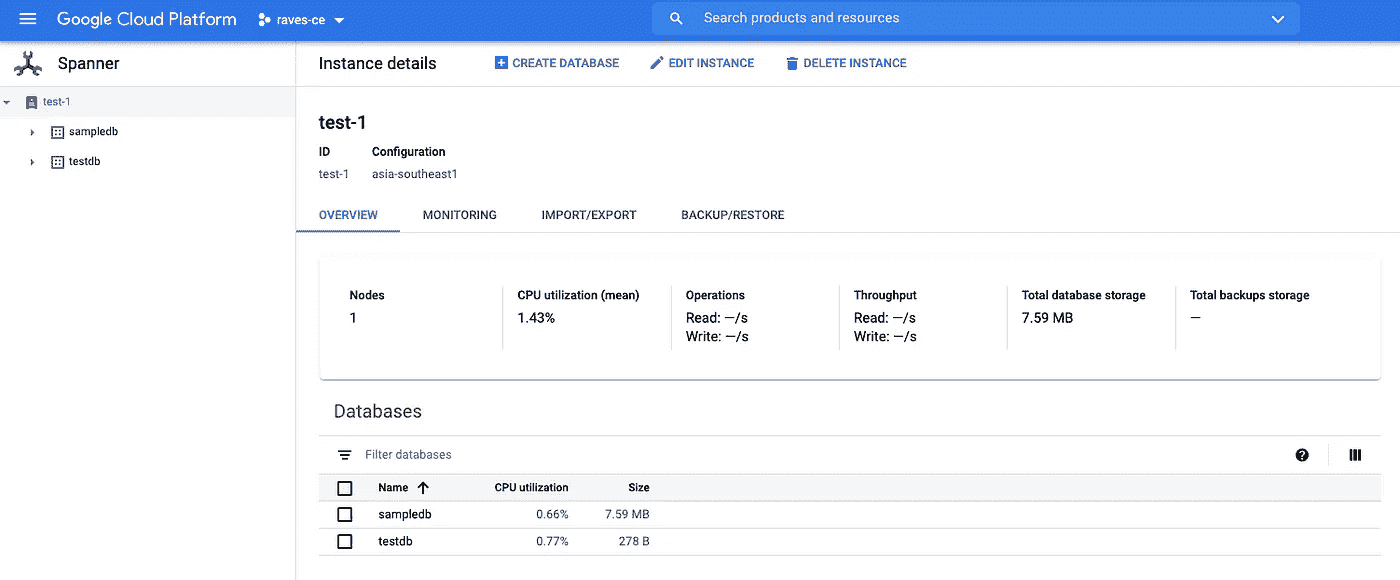 Google Cloud Platform raves-ce Search products and resources
Spanner
test-1
sampledb
testdb
Instance details CREATE DATABASE EDIT INSTANCE DELETE INSTANCE
test-1
ID Configuration
test-1 asia-southeast1
OVERVIEW MONITORING IMPORT/EXPORT BACKUP/RESTORE
Nodes CPU utilization (mean) Operations Throughput Total database storage Total backups storage
1 1.43% Read: —/s Read: —/s 7.59 MB —
Write: —/s Write: —/s
Databases
Filter databases
Name CPU utilization Size
sampledb 0.66% 7.59 MB
testdb 0.77% 278 B